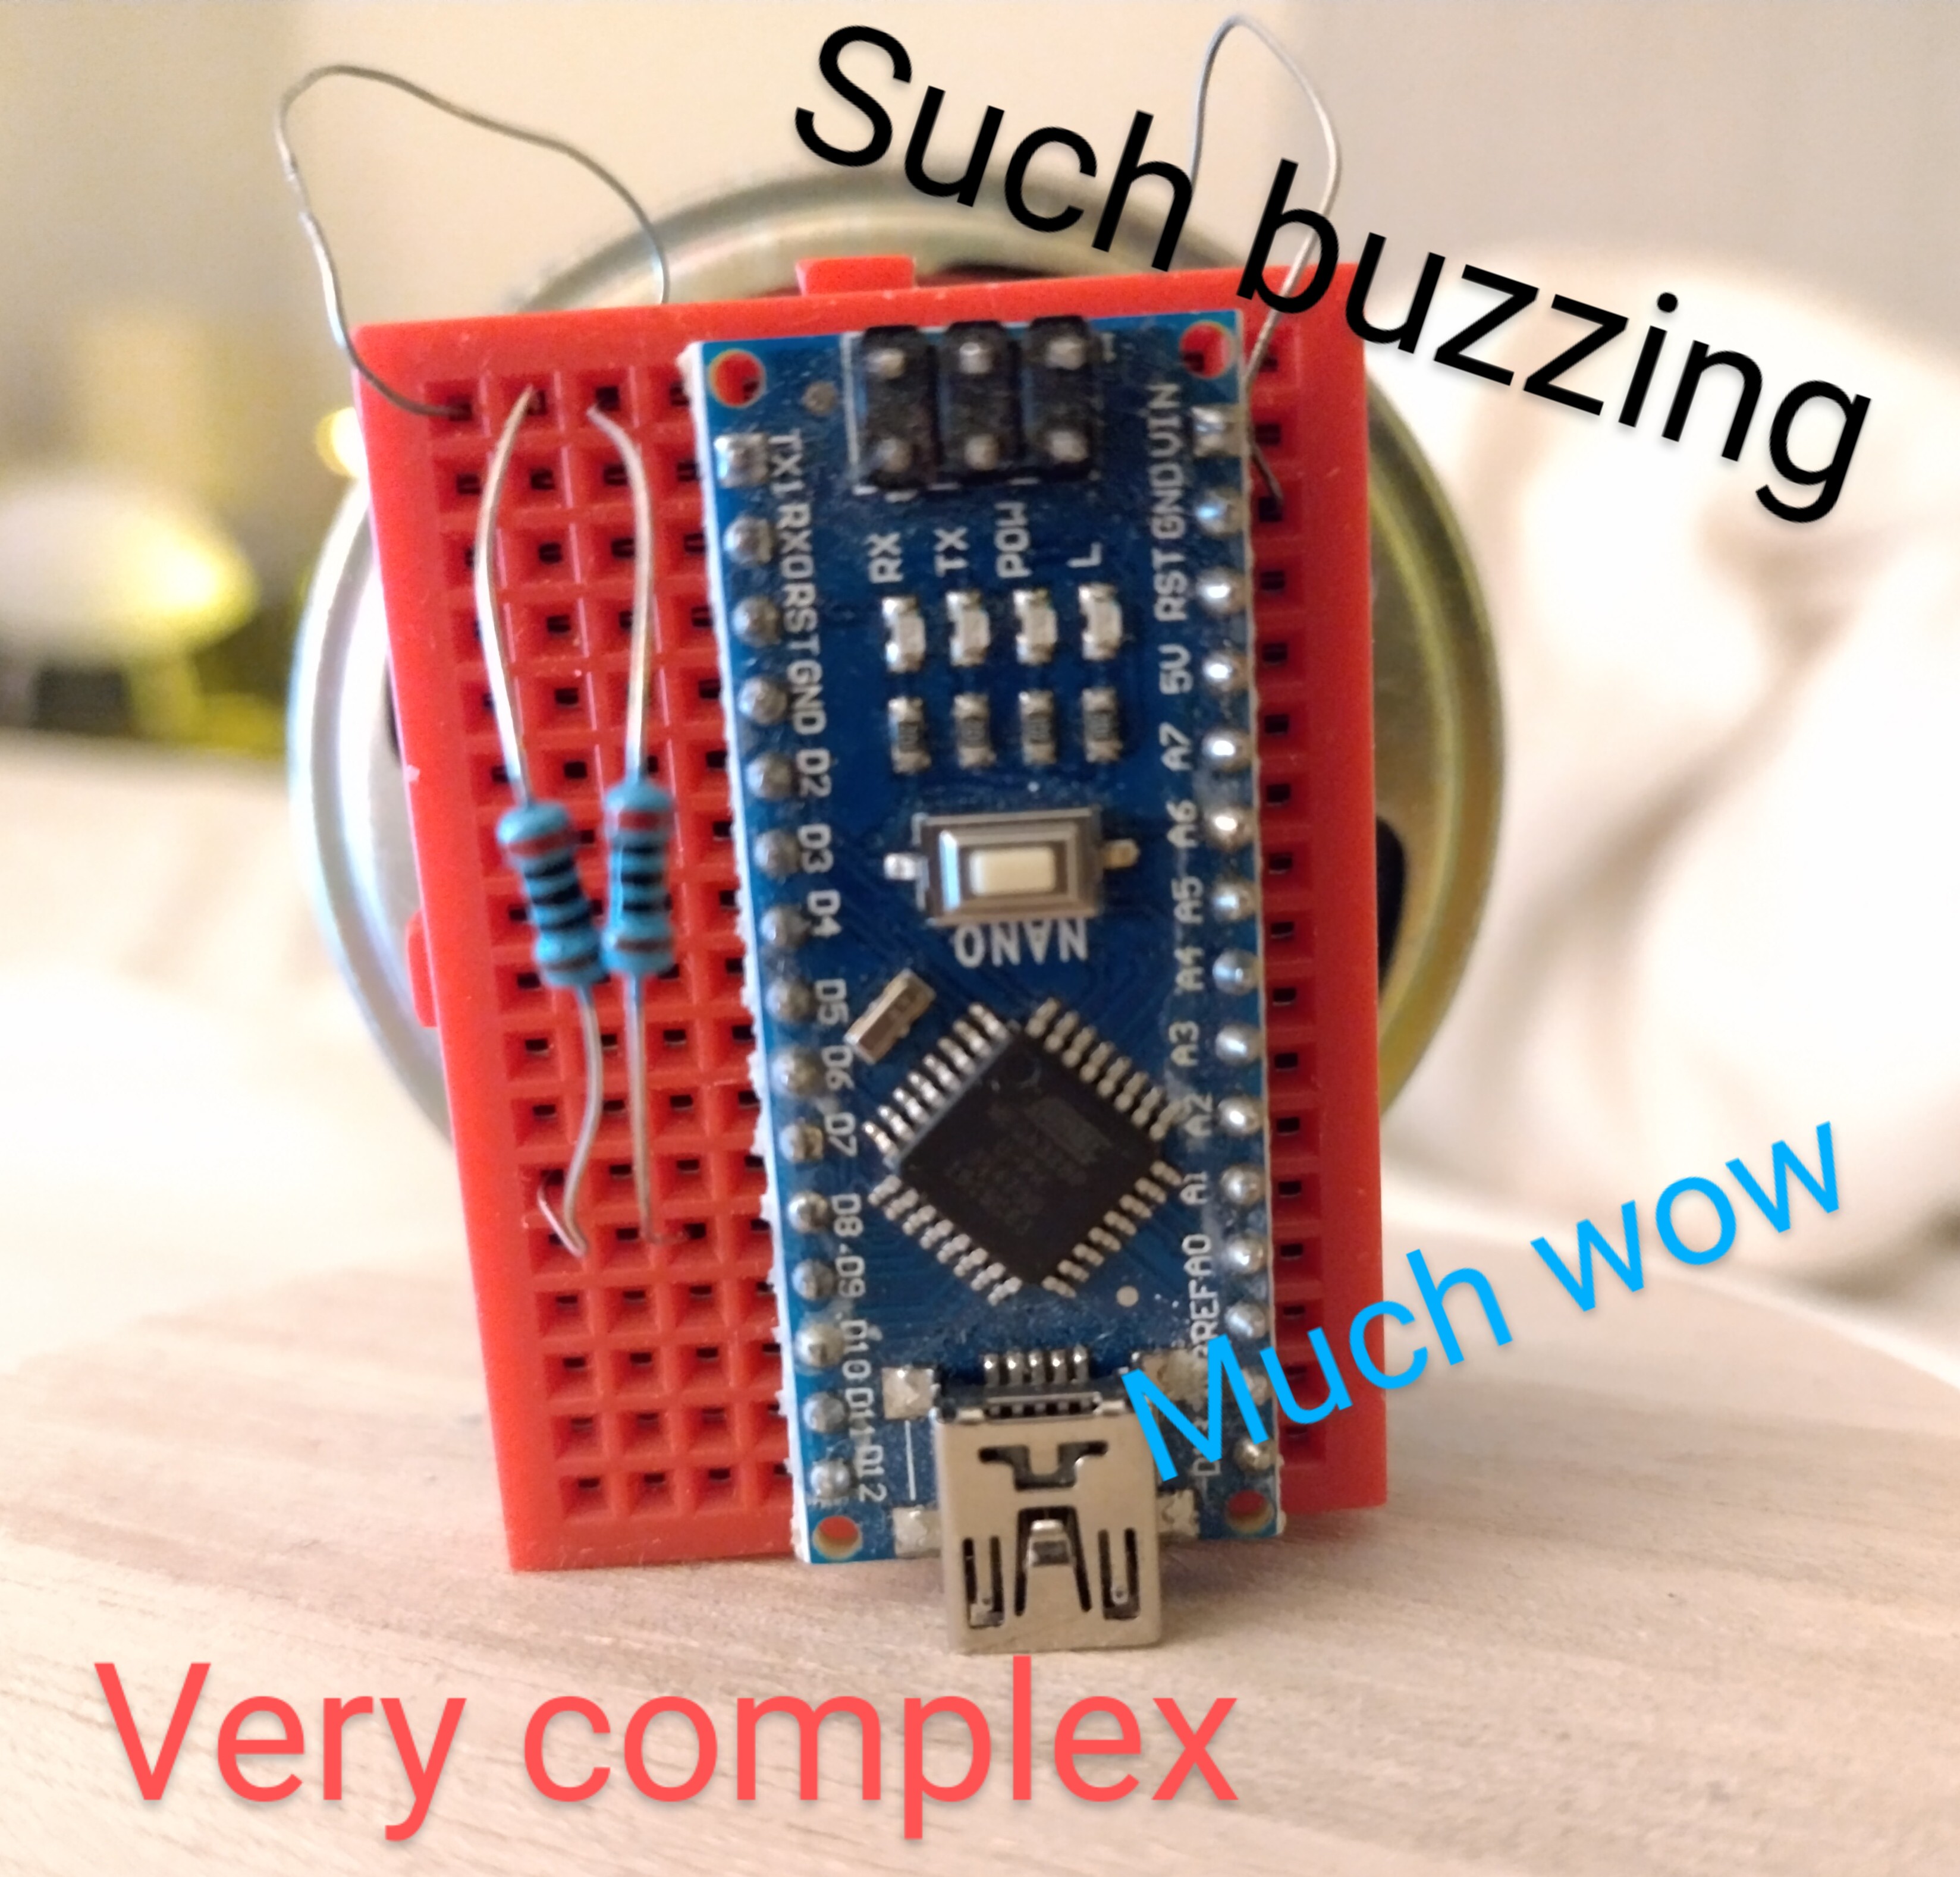 Such buzzing
TX1 RX0 RST GND D2 D3 D4 D5 D6 D7 D8 D9 D10 D11 D12
RX TX POW L
VIN GND RST 5V A7 A6 A5 A4 A3 A2 A1 A0 REF
NANO
Much wow
Very complex